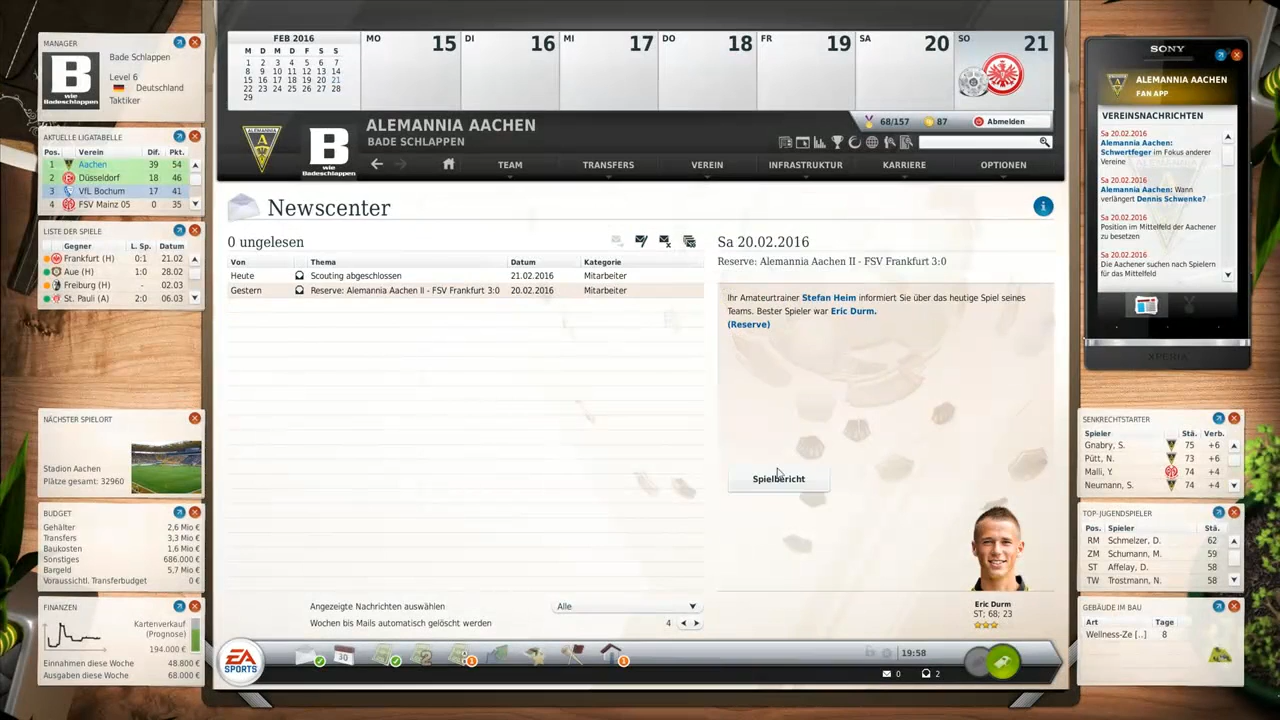 MANAGER
B
wie
Badeschlappen
Bade Schlappen
Level 6
Deutschland
Taktiker
AKTUELLE LIGATABELLE
Pos. Verein Dif. Pkt.
1 Aachen 39 54
2 Düsseldorf 18 46
3 VfL Bochum 17 41
4 FSV Mainz 05 0 35
LISTE DER SPIELE
Gegner L. Sp. Datum
Frankfurt (H) 0:1 21.02
Aue (H) 1:0 28.02
Freiburg (H) - 02.03
St. Pauli (A) 2:0 06.03
NÄCHSTER SPIELORT
Stadion Aachen
Plätze gesamt: 32960
BUDGET
Gehälter 2,6 Mio €
Transfers 3,3 Mio €
Baukosten 1,6 Mio €
Sonstiges 686.000 €
Bargeld 5,7 Mio €
Voraussichtl. Transferbudget 0 €
FINANZEN
Kartenverkauf
(Prognose)
194.000 €
Einnahmen diese Woche 48.800 €
Ausgaben diese Woche 68.000 €
FEB 2016
M D M D F S S
1 2 3 4 5 6 7
8 9 10 11 12 13 14
15 16 17 18 19 20 21
22 23 24 25 26 27 28
29
MO 15 DI 16 MI 17 DO 18 FR 19 SA 20 SO 21
ALEMANNIA AACHEN
BADE SCHLAPPEN
B
wie
Badeschlappen
68/157 87 Abmelden
TEAM TRANSFERS VEREIN INFRASTRUKTUR KARRIERE OPTIONEN
Newscenter
0 ungelesen
Von Thema Datum Kategorie
Heute Scouting abgeschlossen 21.02.2016 Mitarbeiter
Gestern Reserve: Alemannia Aachen II - FSV Frankfurt 3:0 20.02.2016 Mitarbeiter
Angezeigte Nachrichten auswählen Alle
Wochen bis Mails automatisch gelöscht werden 4
Sa 20.02.2016
Reserve: Alemannia Aachen II - FSV Frankfurt 3:0
Ihr Amateurtrainer Stefan Heim informiert Sie über das heutige Spiel seines
Teams. Bester Spieler war Eric Durm.
(Reserve)
Spielbericht
Eric Durm
ST; 68; 23
EA
SPORTS
30
2
1
1
19:58
0 2
SONY
ALEMANNIA AACHEN
FAN APP
VEREINSNACHRICHTEN
Sa 20.02.2016
Alemannia Aachen:
Schwertfeger im Fokus anderer
Vereine
Sa 20.02.2016
Alemannia Aachen: Wann
verlängert Dennis Schwenke?
Sa 20.02.2016
Position im Mittelfeld der Aachener
zu besetzen
Sa 20.02.2016
Die Aachener suchen nach Spielern
für das Mittelfeld
XPERIA
SENKRECHTSTARTER
Spieler Stä. Verb.
Gnabry, S. 75 +6
Pütt, N. 73 +6
Malli, Y. 74 +4
Neumann, S. 74 +4
TOP-JUGENDSPIELER
Pos. Spieler Stä.
RM Schmelzer, D. 62
ZM Schumann, M. 59
ST Affelay, D. 58
TW Trostmann, N. 58
GEBÄUDE IM BAU
Art Tage
Wellness-Ze [..] 8